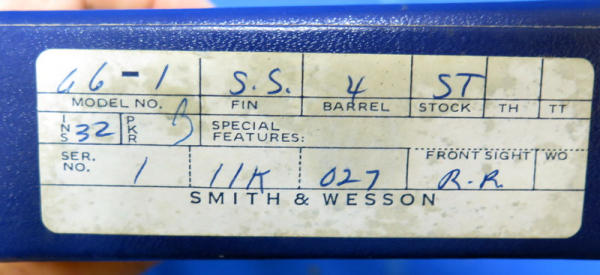 66-1 S.S. 4 ST
MODEL NO. FIN BARREL STOCK TH TT
INS 32 PKR B SPECIAL FEATURES:
SER. NO. 1 11K 027 FRONT SIGHT R.R. WO
SMITH & WESSON